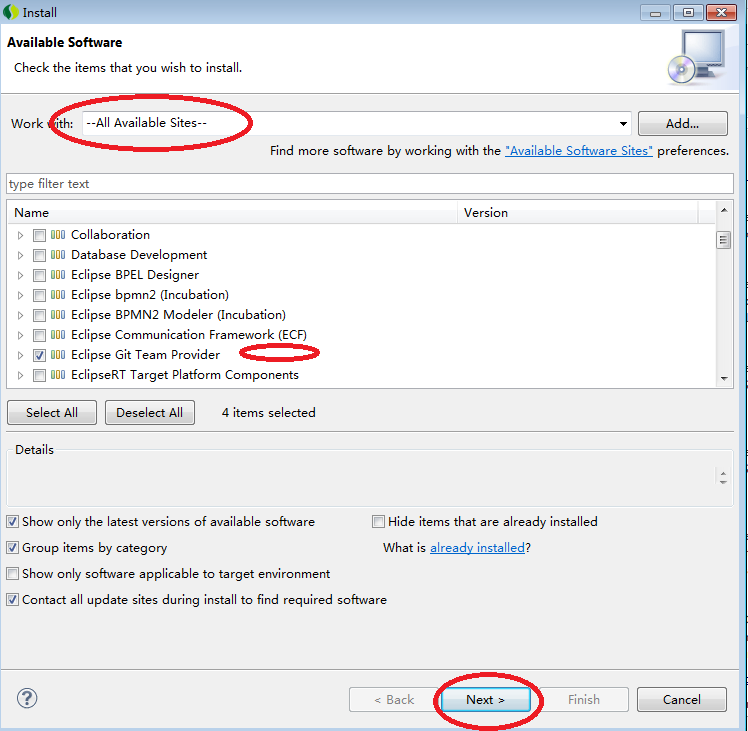 Install
Available Software
Check the items that you wish to install.
Work with: --All Available Sites-- Add...
Find more software by working with the "Available Software Sites" preferences.
type filter text
Name Version
Collaboration
Database Development
Eclipse BPEL Designer
Eclipse bpmn2 (Incubation)
Eclipse BPMN2 Modeler (Incubation)
Eclipse Communication Framework (ECF)
Eclipse Git Team Provider
EclipseRT Target Platform Components
Select All Deselect All 4 items selected
Details
Show only the latest versions of available software Hide items that are already installed
Group items by category What is already installed?
Show only software applicable to target environment
Contact all update sites during install to find required software
? < Back Next > Finish Cancel